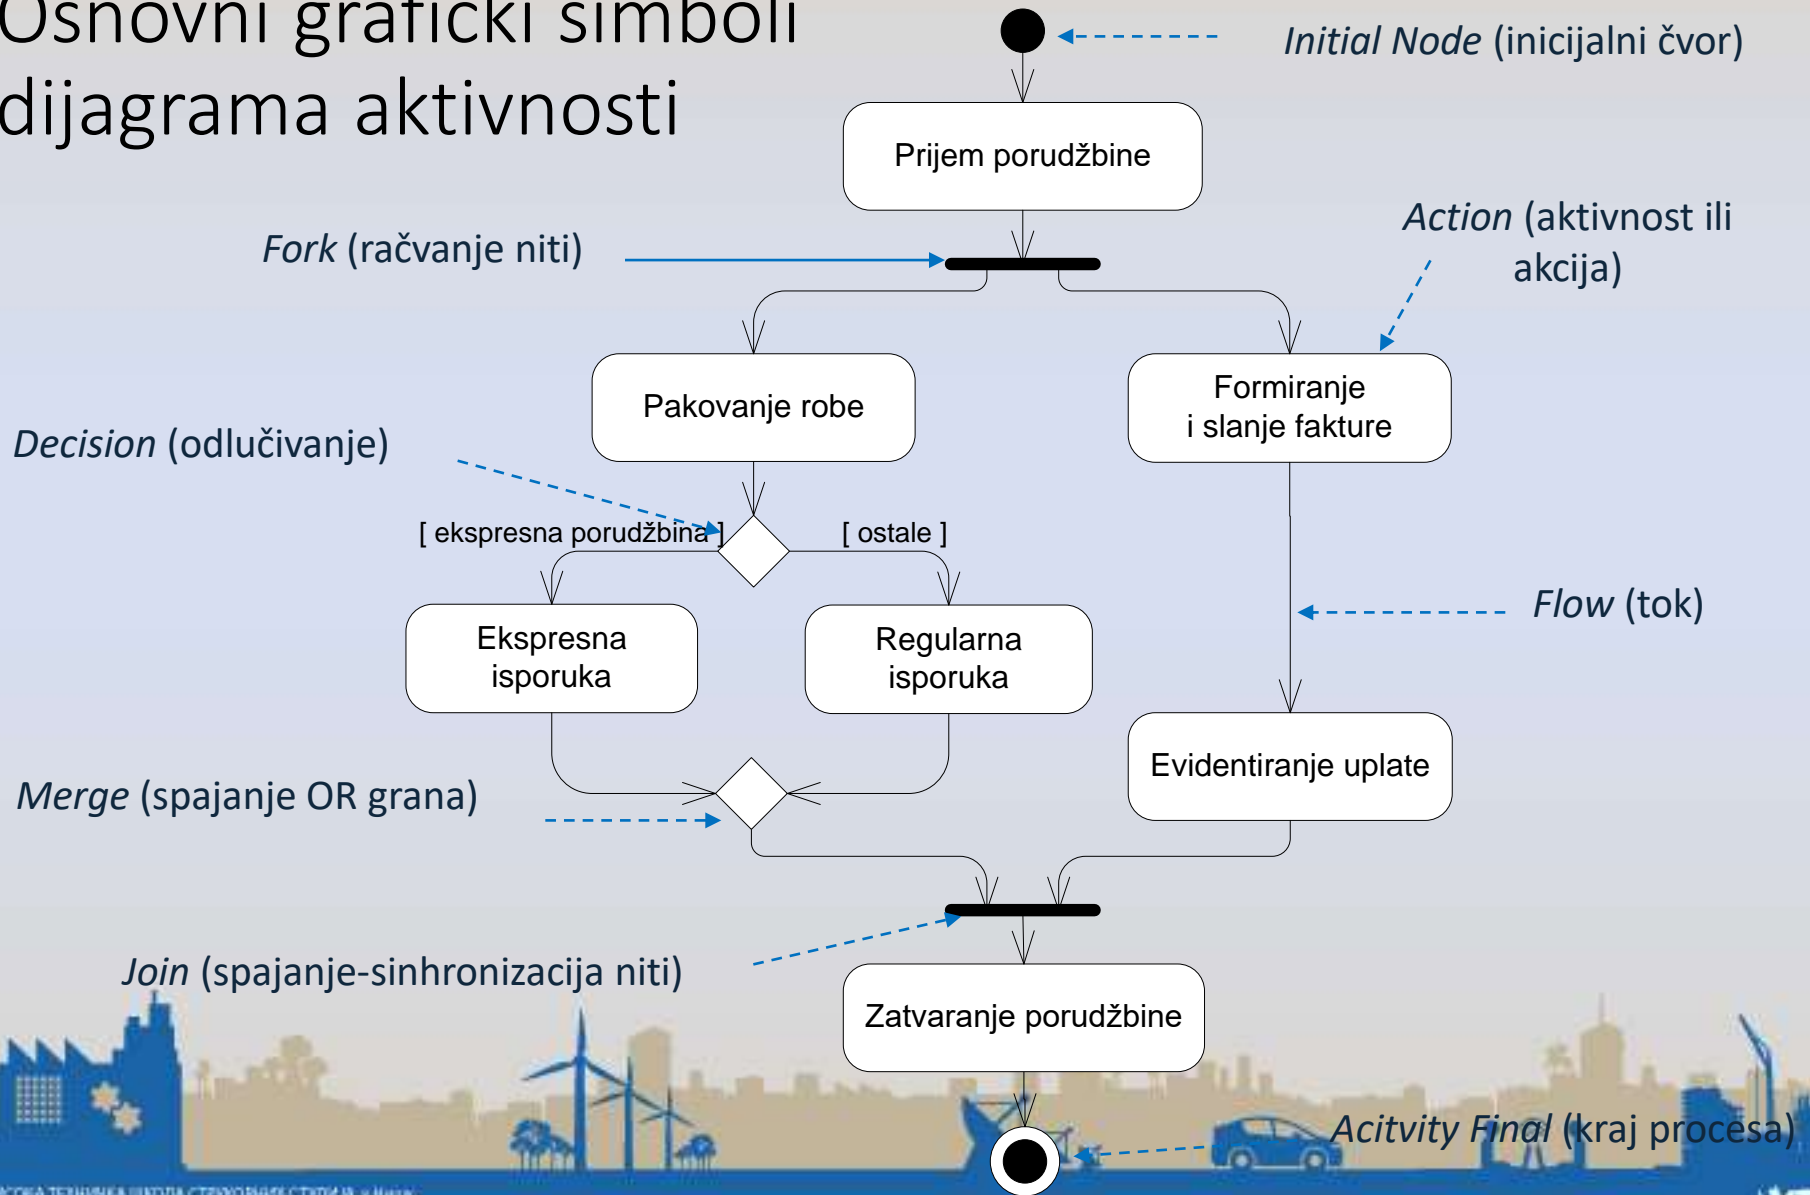 Osnovni grafički simboli
dijagrama aktivnosti
Initial Node (inicijalni čvor)
Prijem porudžbine
Fork (račvanje niti)
Action (aktivnost ili
akcija)
Pakovanje robe
Formiranje
i slanje fakture
Decision (odlučivanje)
[ ekspresna porudžbina ]
[ ostale ]
Ekspresna
isporuka
Regularna
isporuka
Flow (tok)
Evidentiranje uplate
Merge (spajanje OR grana)
Join (spajanje-sinhronizacija niti)
Zatvaranje porudžbine
Acitvity Final (kraj procesa)